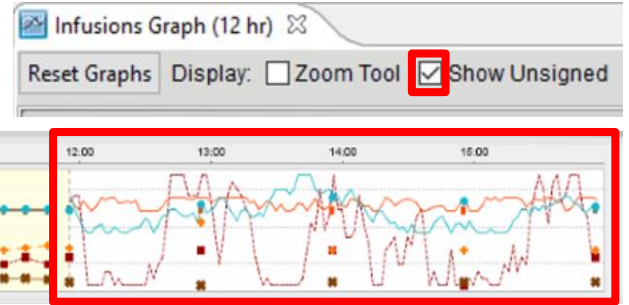 Infusions Graph (12 hr)
Reset Graphs Display: Zoom Tool Show Unsigned
12:00 13:00 14:00 15:00